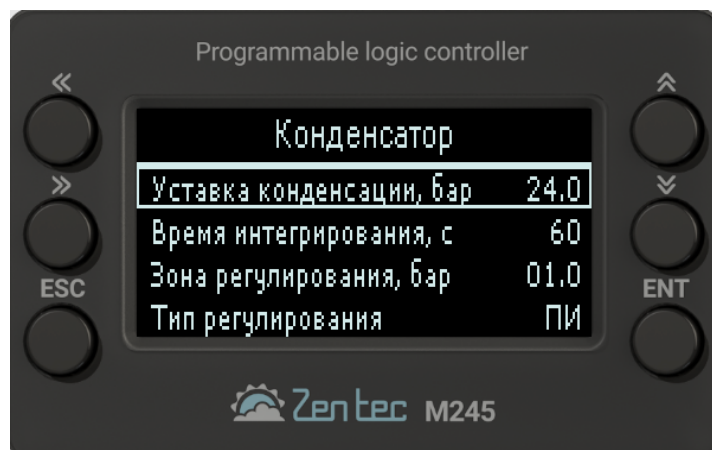 Programmable logic controller
Конденсатор
Уставка конденсации, бар 24.0
Время интегрирования, с 60
Зона регулирования, бар 01.0
Тип регулирования ПИ
ESC
ENT
Zentec M245